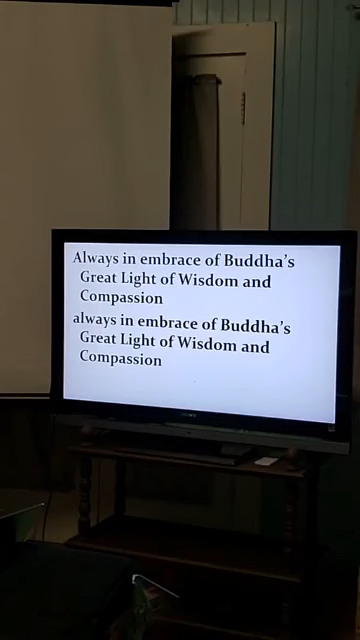 Always in embrace of Buddha's
Great Light of Wisdom and
Compassion
always in embrace of Buddha's
Great Light of Wisdom and
Compassion
SONY